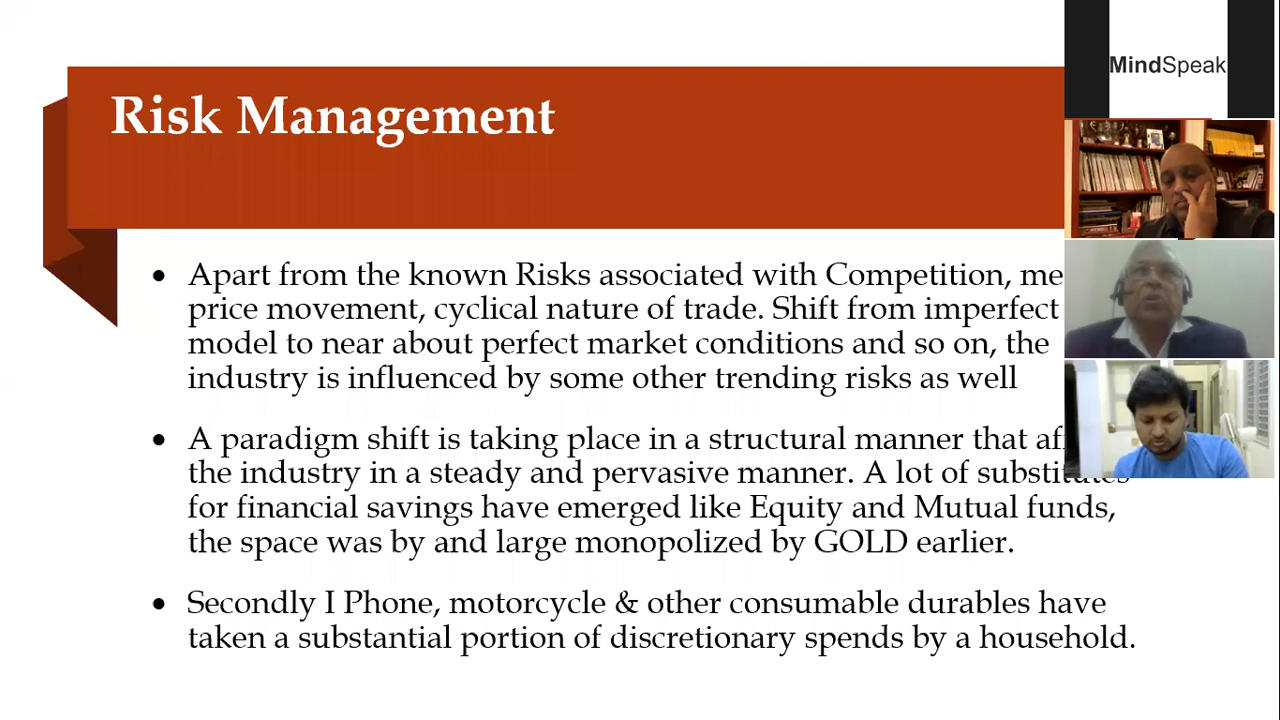 Risk Management
MindSpeak
• Apart from the known Risks associated with Competition,
price movement, cyclical nature of trade. Shift from imperfect
model to near about perfect market conditions and so on, the
industry is influenced by some other trending risks as well
• A paradigm shift is taking place in a structural manner that
the industry in a steady and pervasive manner. A lot of substitutes
for financial savings have emerged like Equity and Mutual funds,
the space was by and large monopolized by GOLD earlier.
• Secondly I Phone, motorcycle & other consumable durables have
taken a substantial portion of discretionary spends by a household.